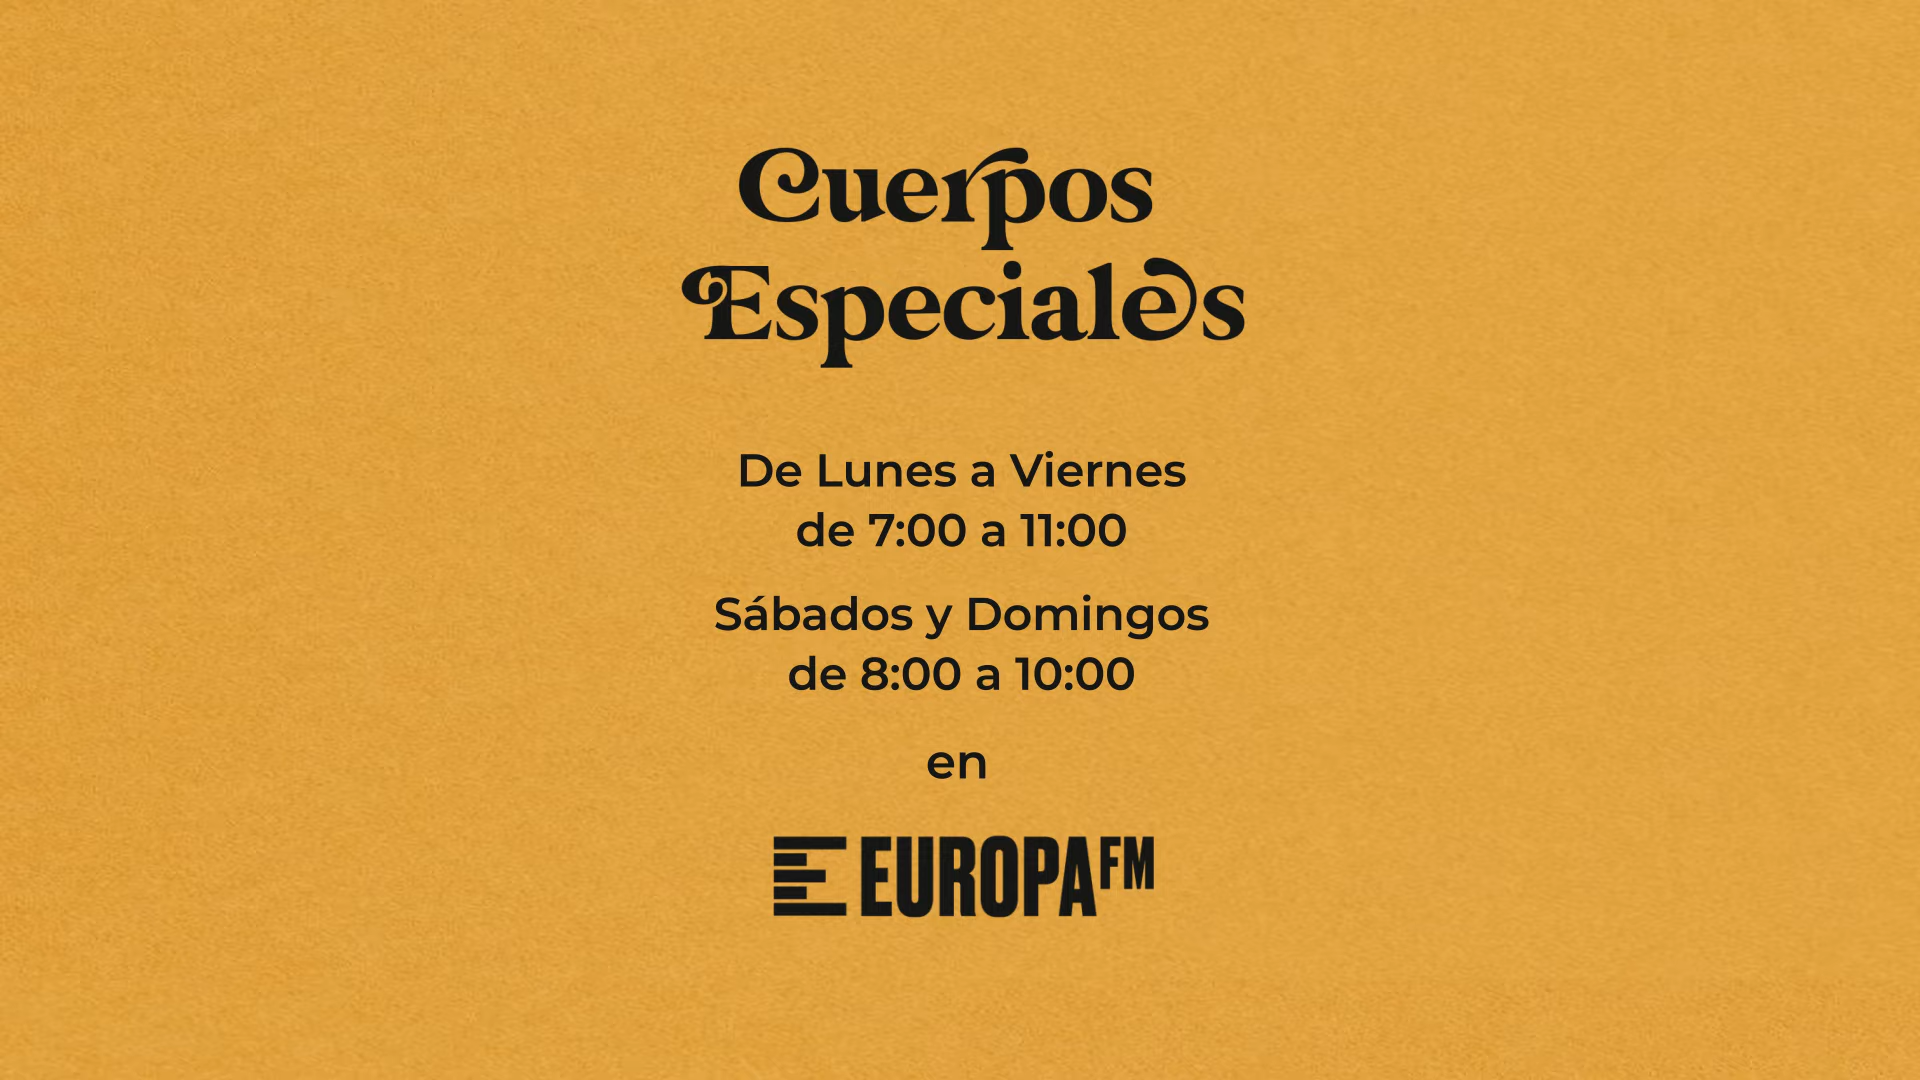 Cuerpos
Especiales
De Lunes a Viernes
de 7:00 a 11:00
Sábados y Domingos
de 8:00 a 10:00
en
EUROPA FM